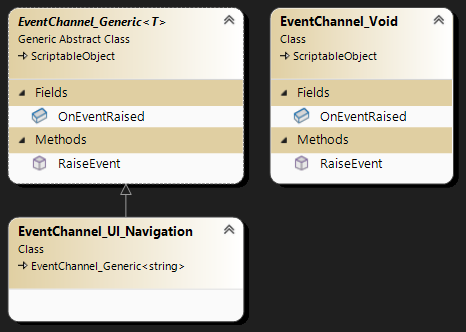 EventChannel_Generic<T>
Generic Abstract Class
ScriptableObject
Fields
OnEventRaised
Methods
RaiseEvent
EventChannel_Void
Class
ScriptableObject
Fields
OnEventRaised
Methods
RaiseEvent
EventChannel_UI_Navigation
Class
EventChannel_Generic<string>